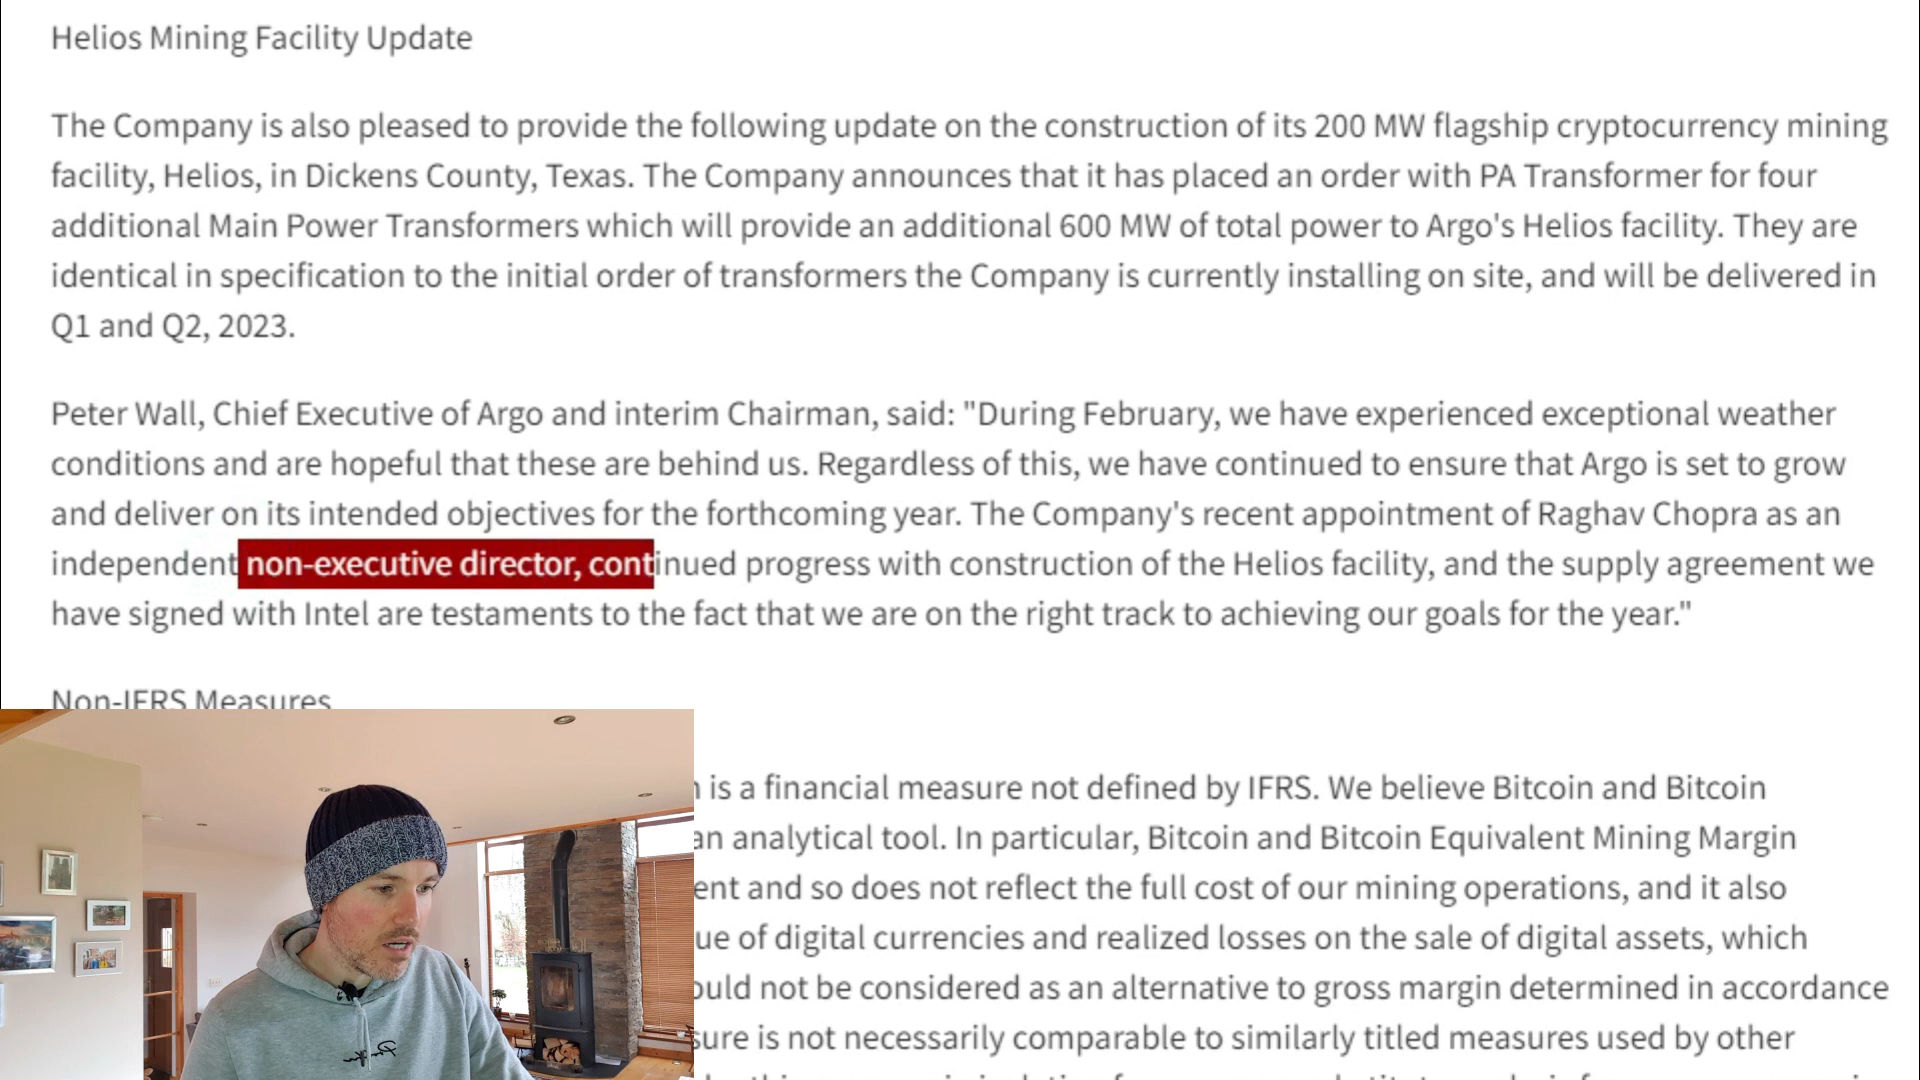 Helios Mining Facility Update
The Company is also pleased to provide the following update on the construction of its 200 MW flagship cryptocurrency mining
facility, Helios, in Dickens County, Texas. The Company announces that it has placed an order with PA Transformer for four
additional Main Power Transformers which will provide an additional 600 MW of total power to Argo's Helios facility. They are
identical in specification to the initial order of transformers the Company is currently installing on site, and will be delivered in
Q1 and Q2, 2023.
Peter Wall, Chief Executive of Argo and interim Chairman, said: "During February, we have experienced exceptional weather
conditions and are hopeful that these are behind us. Regardless of this, we have continued to ensure that Argo is set to grow
and deliver on its intended objectives for the forthcoming year. The Company's recent appointment of Raghav Chopra as an
independent non-executive director, continued progress with construction of the Helios facility, and the supply agreement we
have signed with Intel are testaments to the fact that we are on the right track to achieving our goals for the year."
Non-IFRS Measures
is a financial measure not defined by IFRS. We believe Bitcoin and Bitcoin
an analytical tool. In particular, Bitcoin and Bitcoin Equivalent Mining Margin
and so does not reflect the full cost of our mining operations, and it also
of digital currencies and realized losses on the sale of digital assets, which
not be considered as an alternative to gross margin determined in accordance
is not necessarily comparable to similarly titled measures used by other